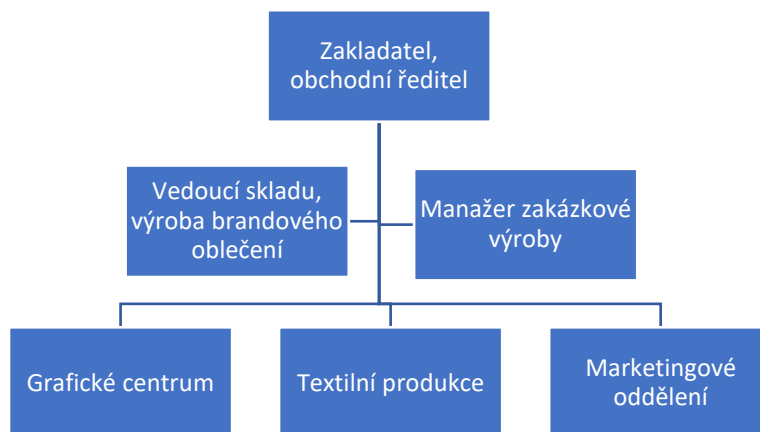 Zakladatel,
obchodní ředitel
Vedoucí skladu,
výroba brandového
oblečení
Manažer zakázkové
výroby
Grafické centrum
Textilní produkce
Marketingové
oddělení